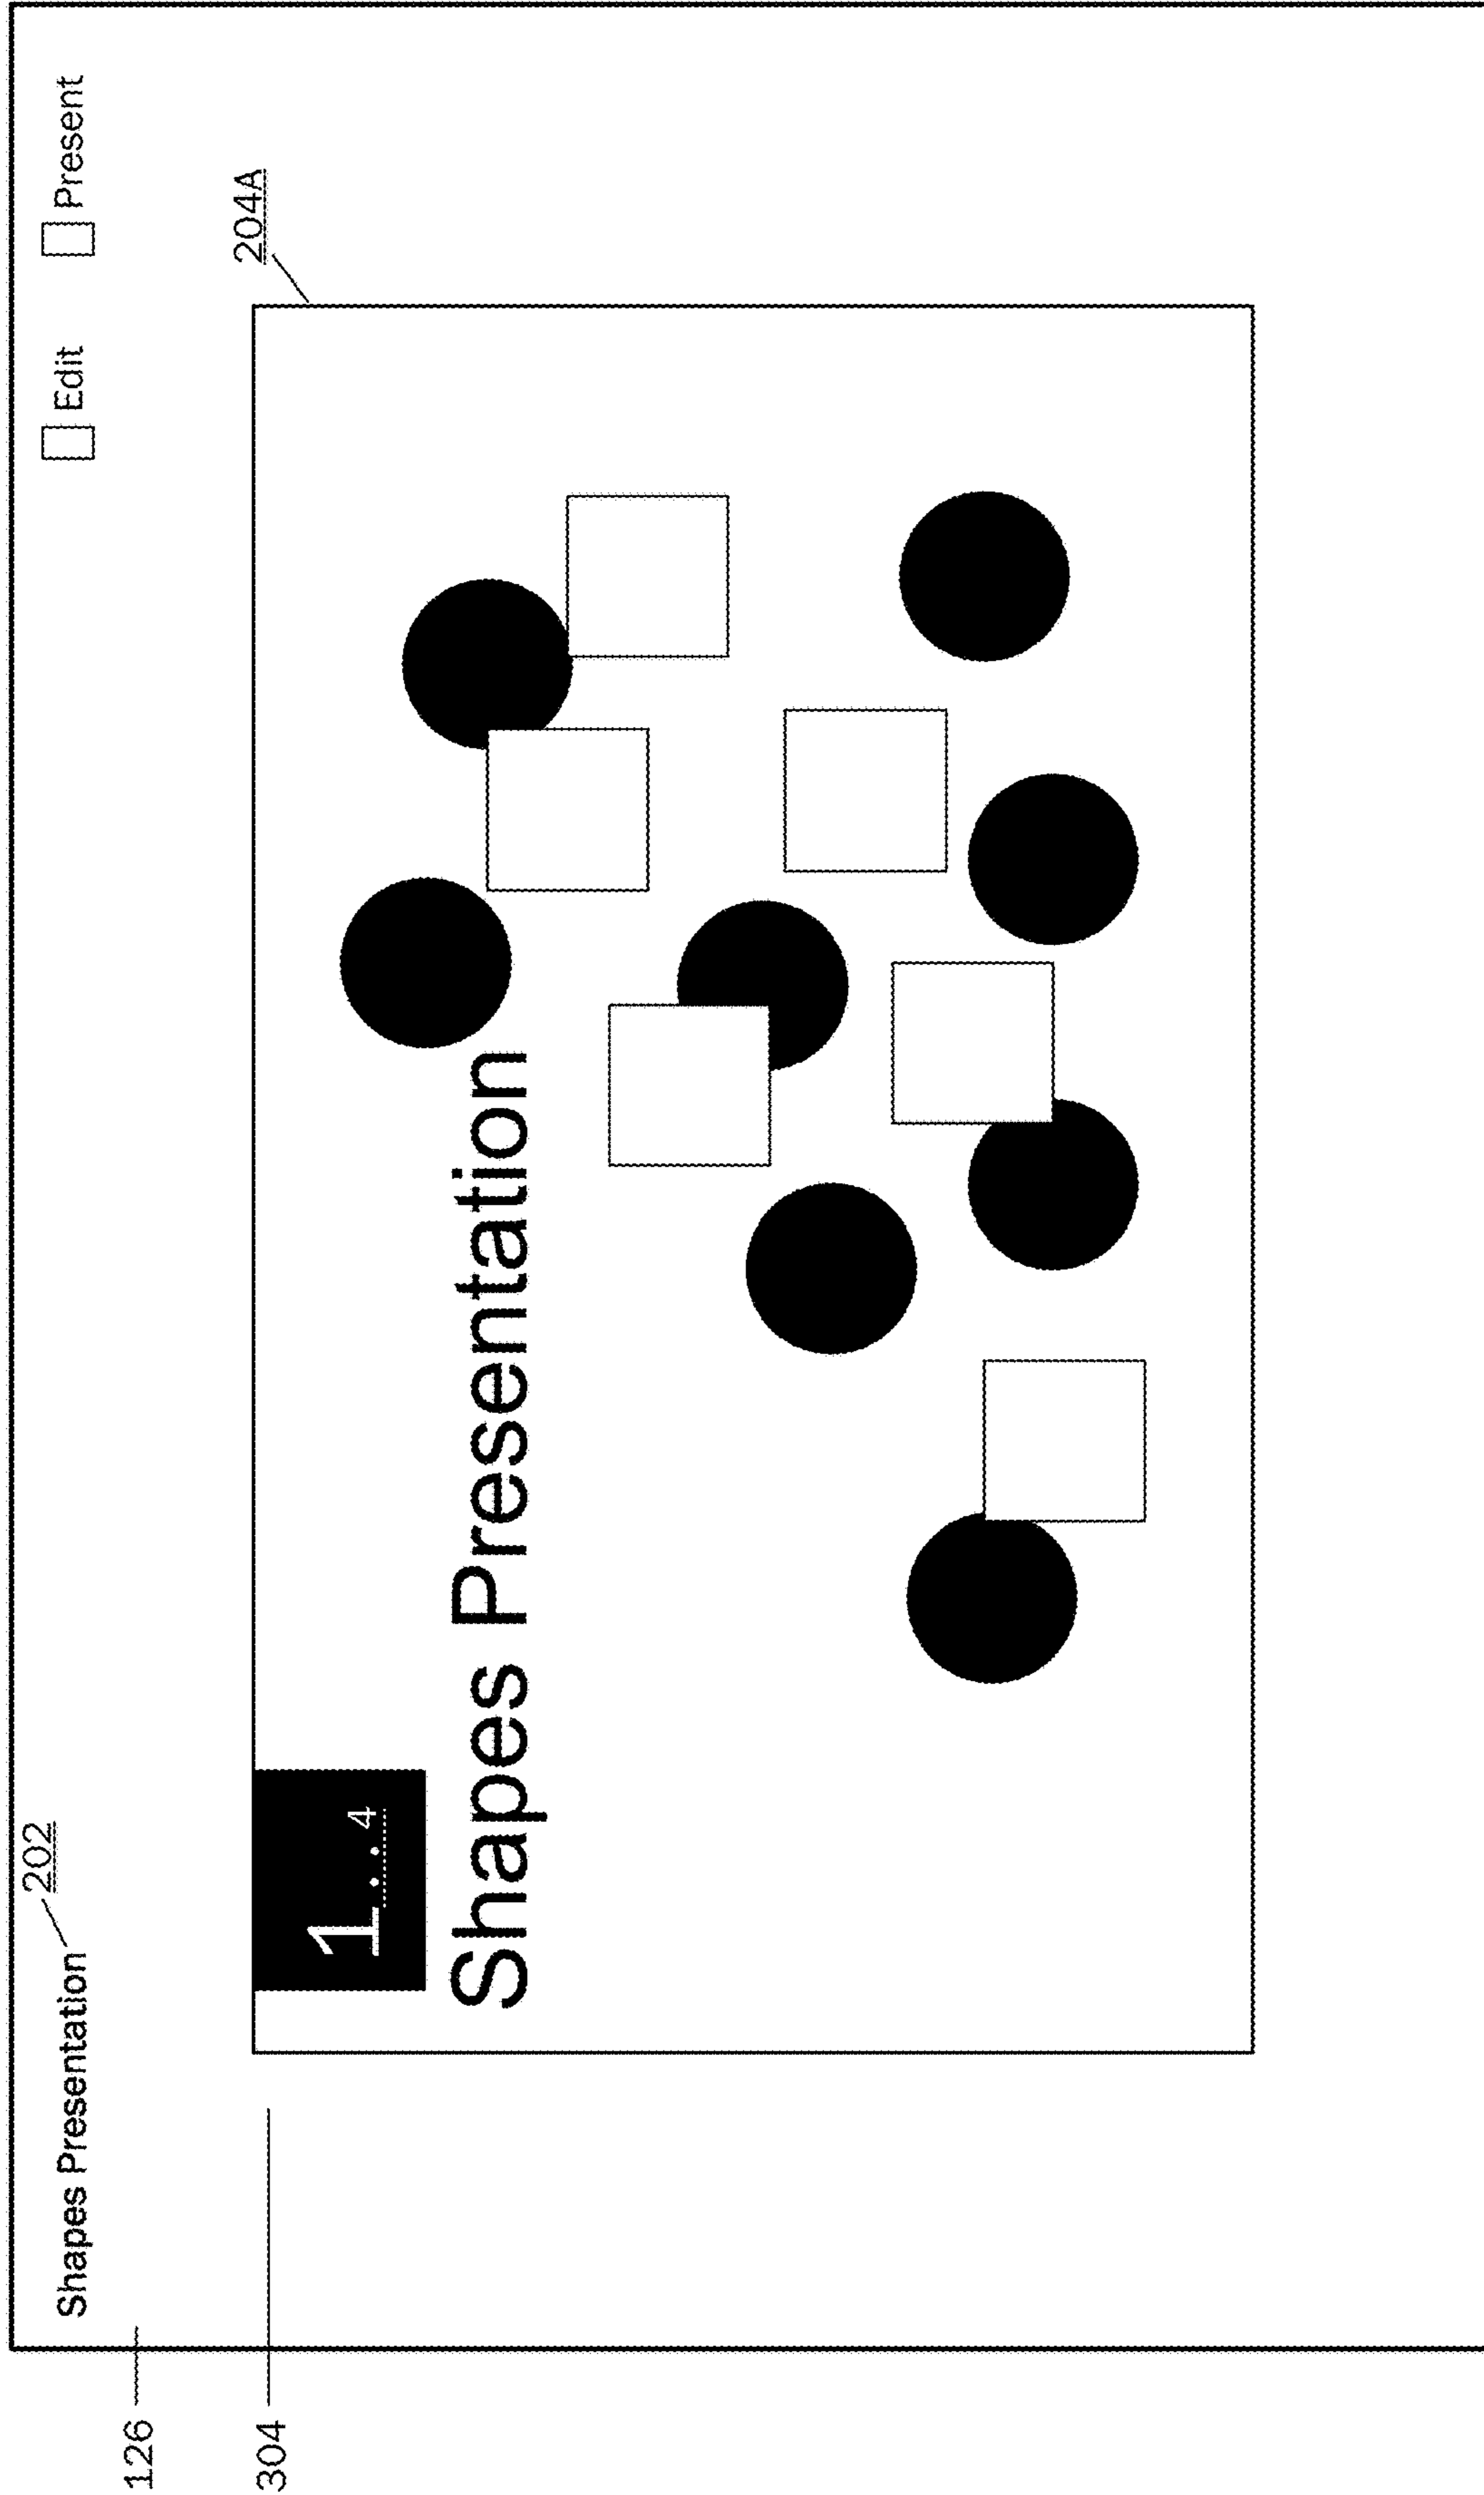 202
Shapes Presentation
Edit
Present
126
304
204A
1..4
Shapes Presentation